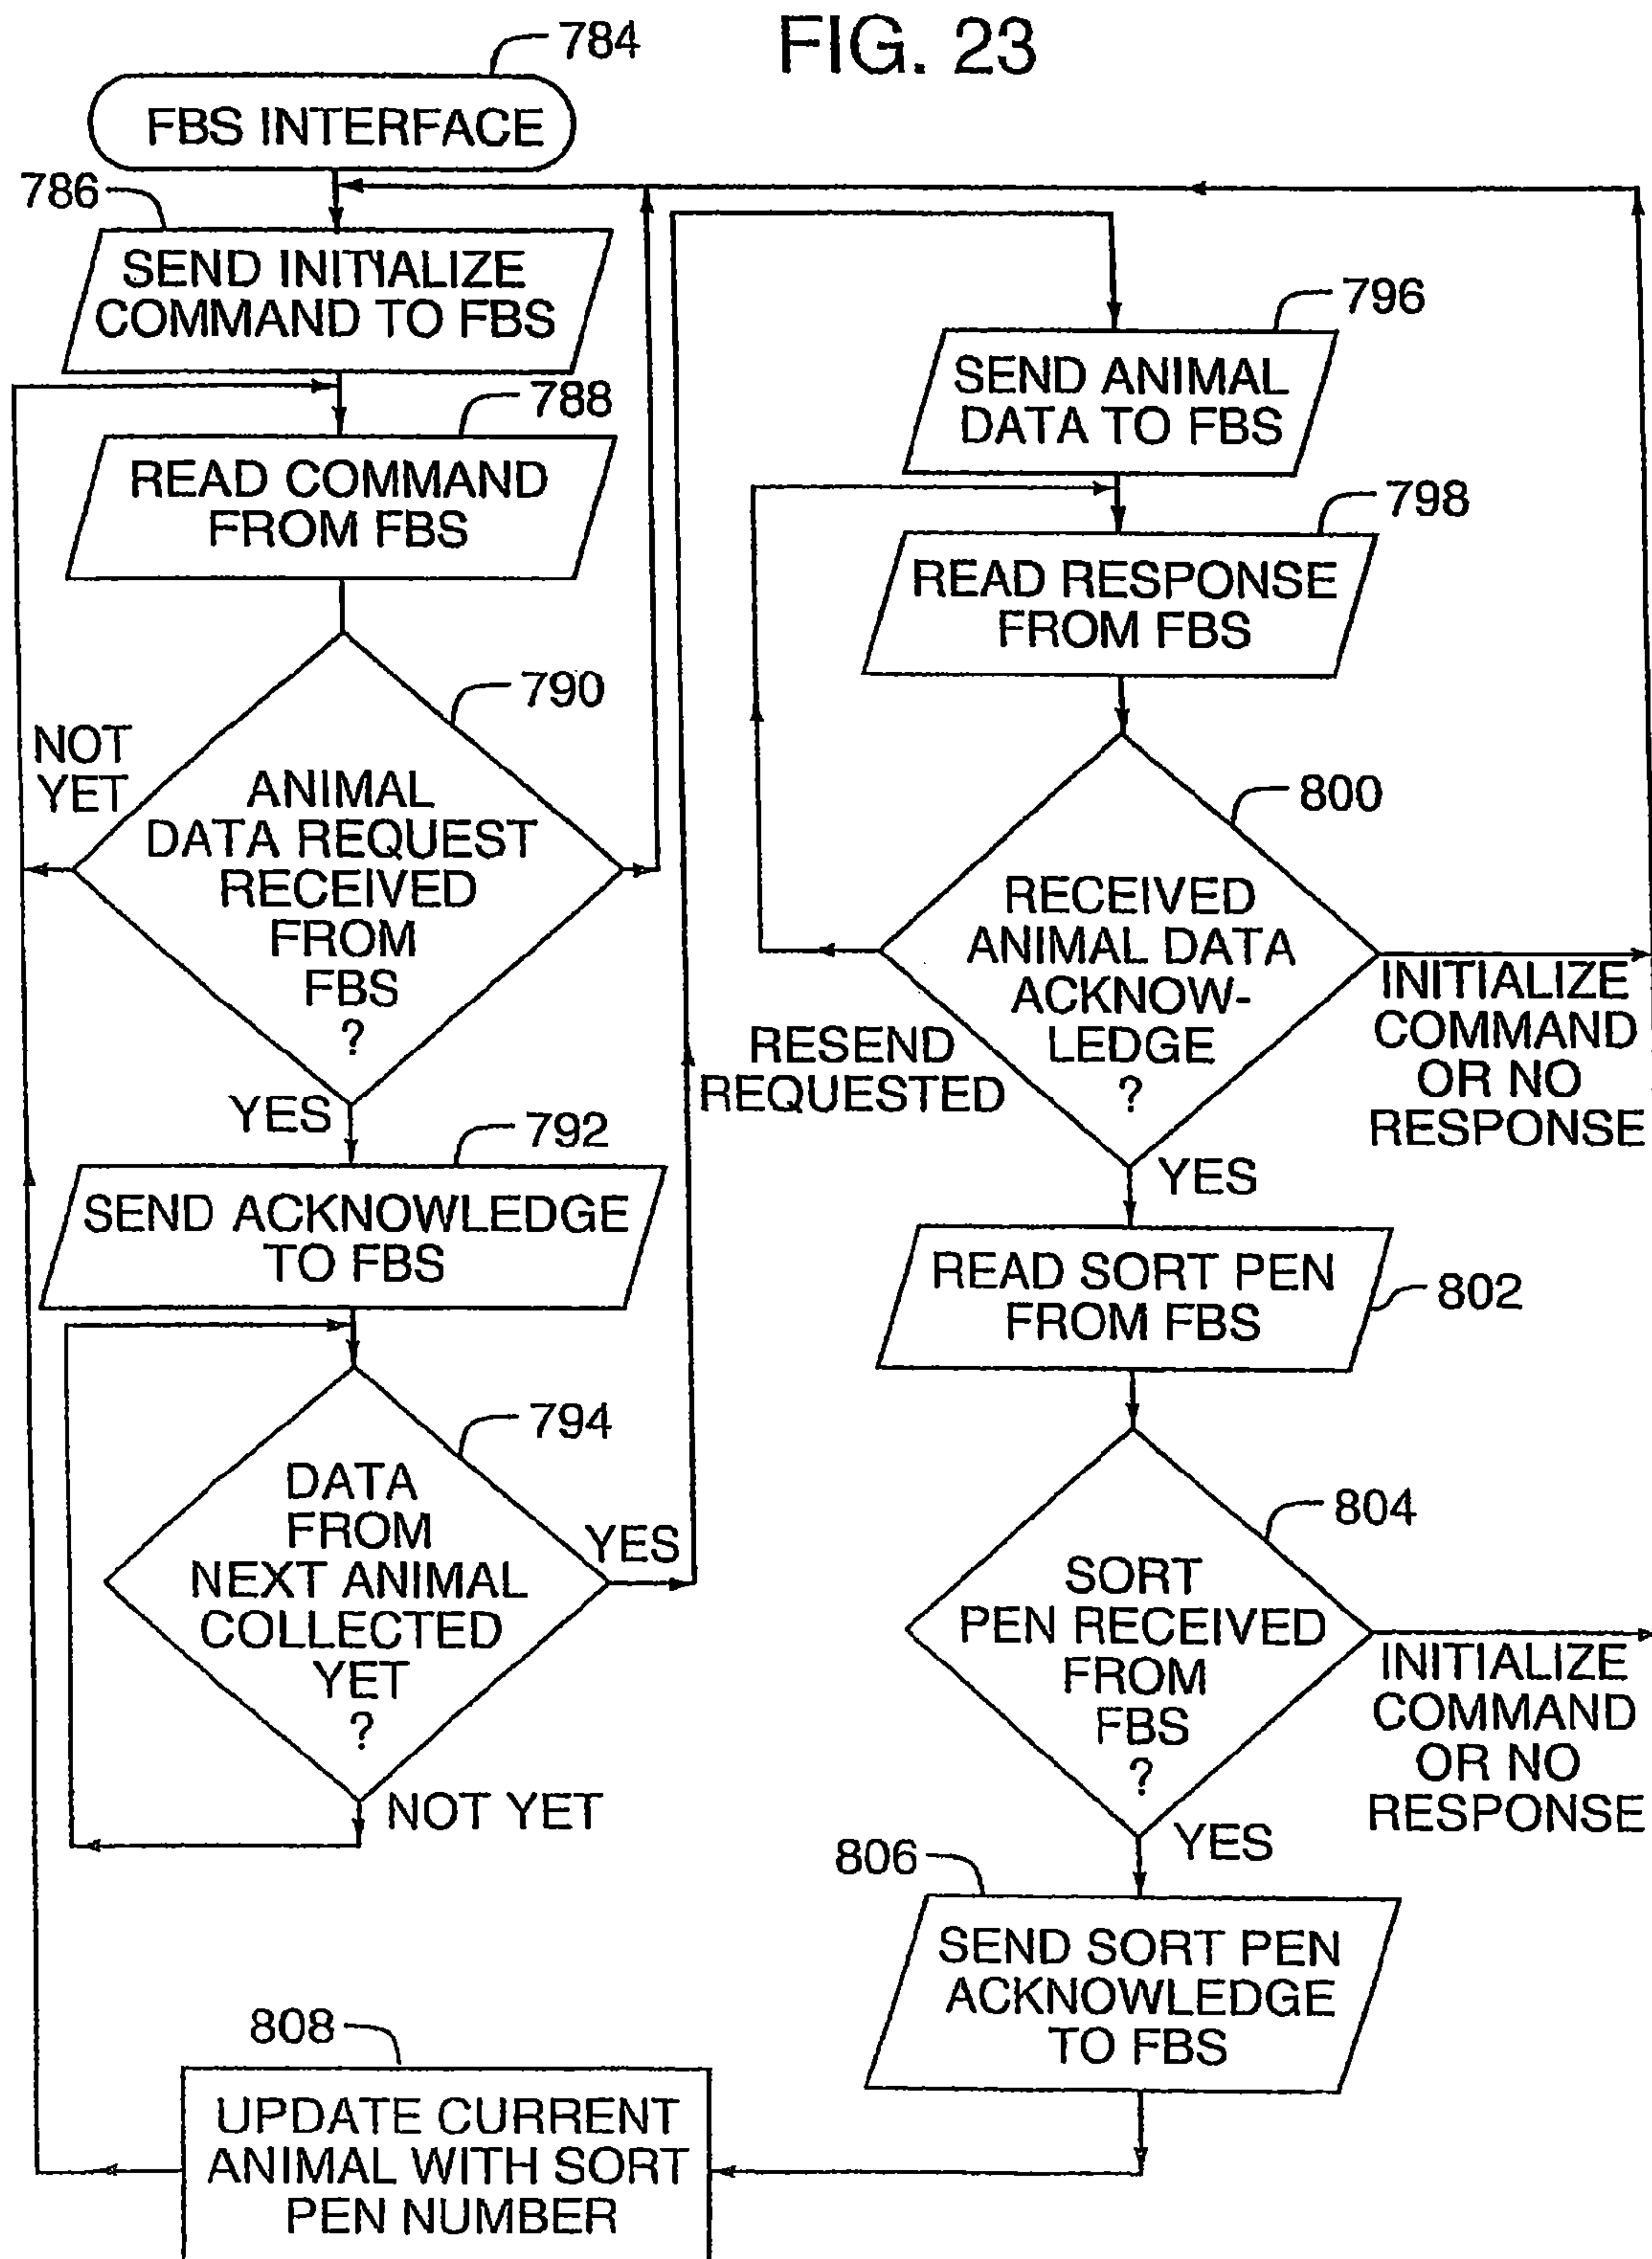 FIG. 23
784
FBS INTERFACE
786
SEND INITIALIZE
COMMAND TO FBS
788
READ COMMAND
FROM FBS
790
NOT
YET
ANIMAL
DATA REQUEST
RECEIVED
FROM
FBS
?
YES
792
SEND ACKNOWLEDGE
TO FBS
794
DATA
FROM
NEXT ANIMAL
COLLECTED
YET
?
YES
NOT YET
796
SEND ANIMAL
DATA TO FBS
798
READ RESPONSE
FROM FBS
800
RECEIVED
ANIMAL DATA
ACKNOW-
LEDGE
?
RESEND
REQUESTED
INITIALIZE
COMMAND
OR NO
RESPONSE
YES
READ SORT PEN
FROM FBS
802
804
SORT
PEN RECEIVED
FROM
FBS
?
INITIALIZE
COMMAND
OR NO
RESPONSE
YES
806
SEND SORT PEN
ACKNOWLEDGE
TO FBS
808
UPDATE CURRENT
ANIMAL WITH SORT
PEN NUMBER